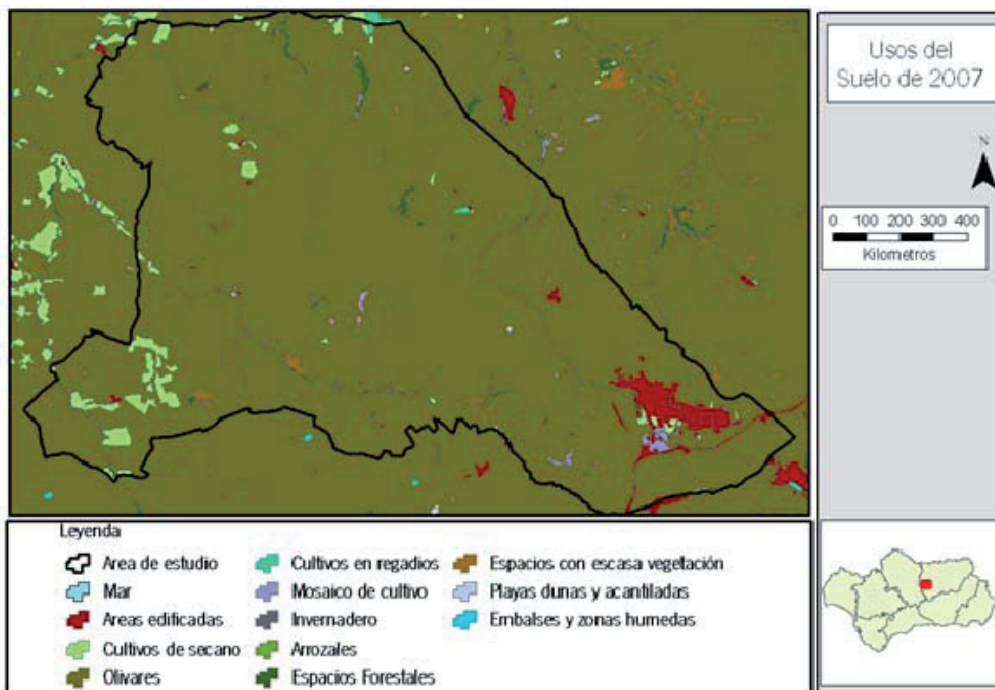 Usos del
Suelo de 2007
N
0 100 200 300 400
Kilometros
Leyenda
Area de estudio
Mar
Areas edificadas
Cultivos de secano
Olivares
Cultivos en regadios
Mosaico de cultivo
Invernadero
Arrozales
Espacios Forestales
Espacios con escasa vegetación
Playas dunas y acantiladas
Embalses y zonas humedas